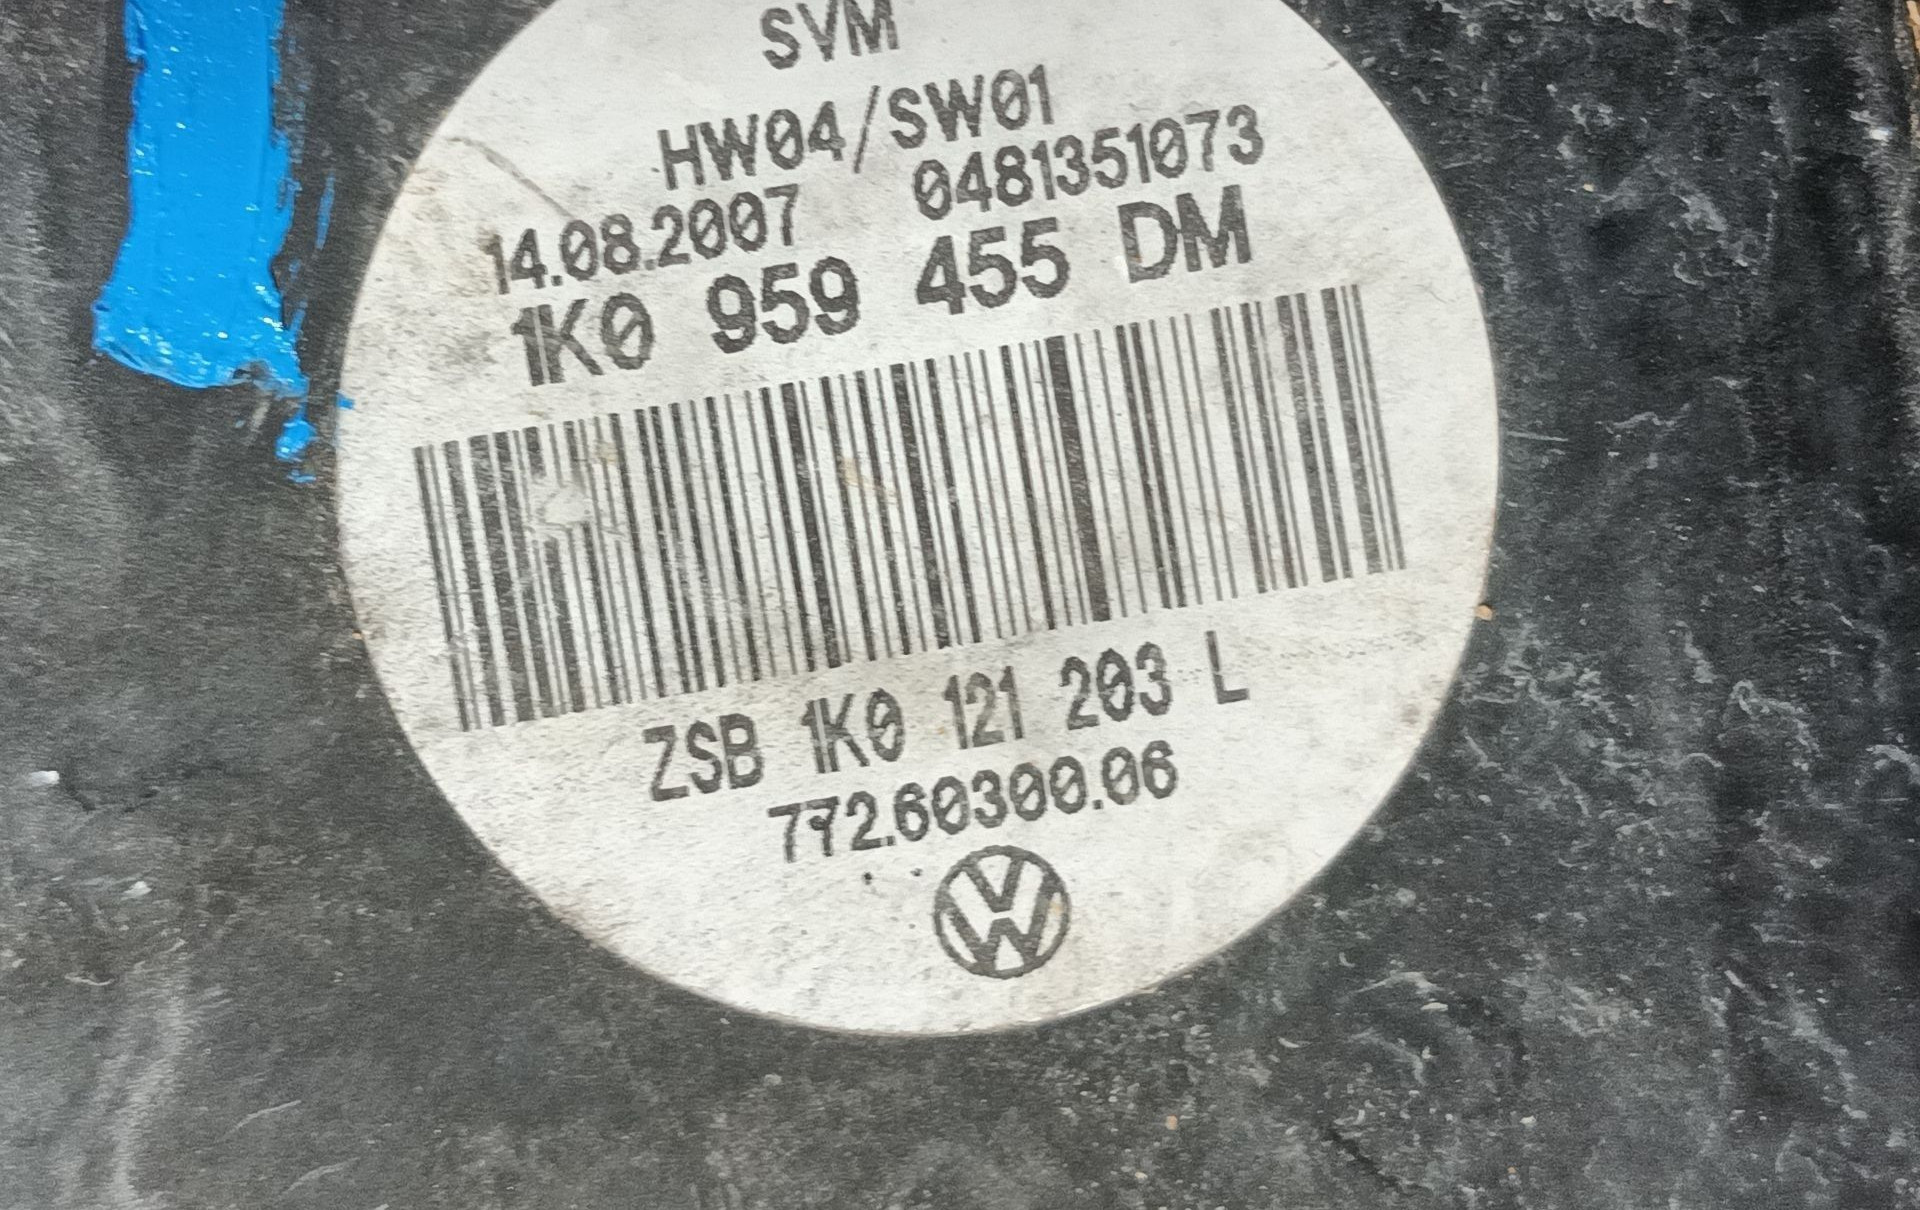 SVM
HW04/SW01
14.08.2007 0481351073
1K0 959 455 DM
ZSB 1K0 121 203 L
772.60300.06